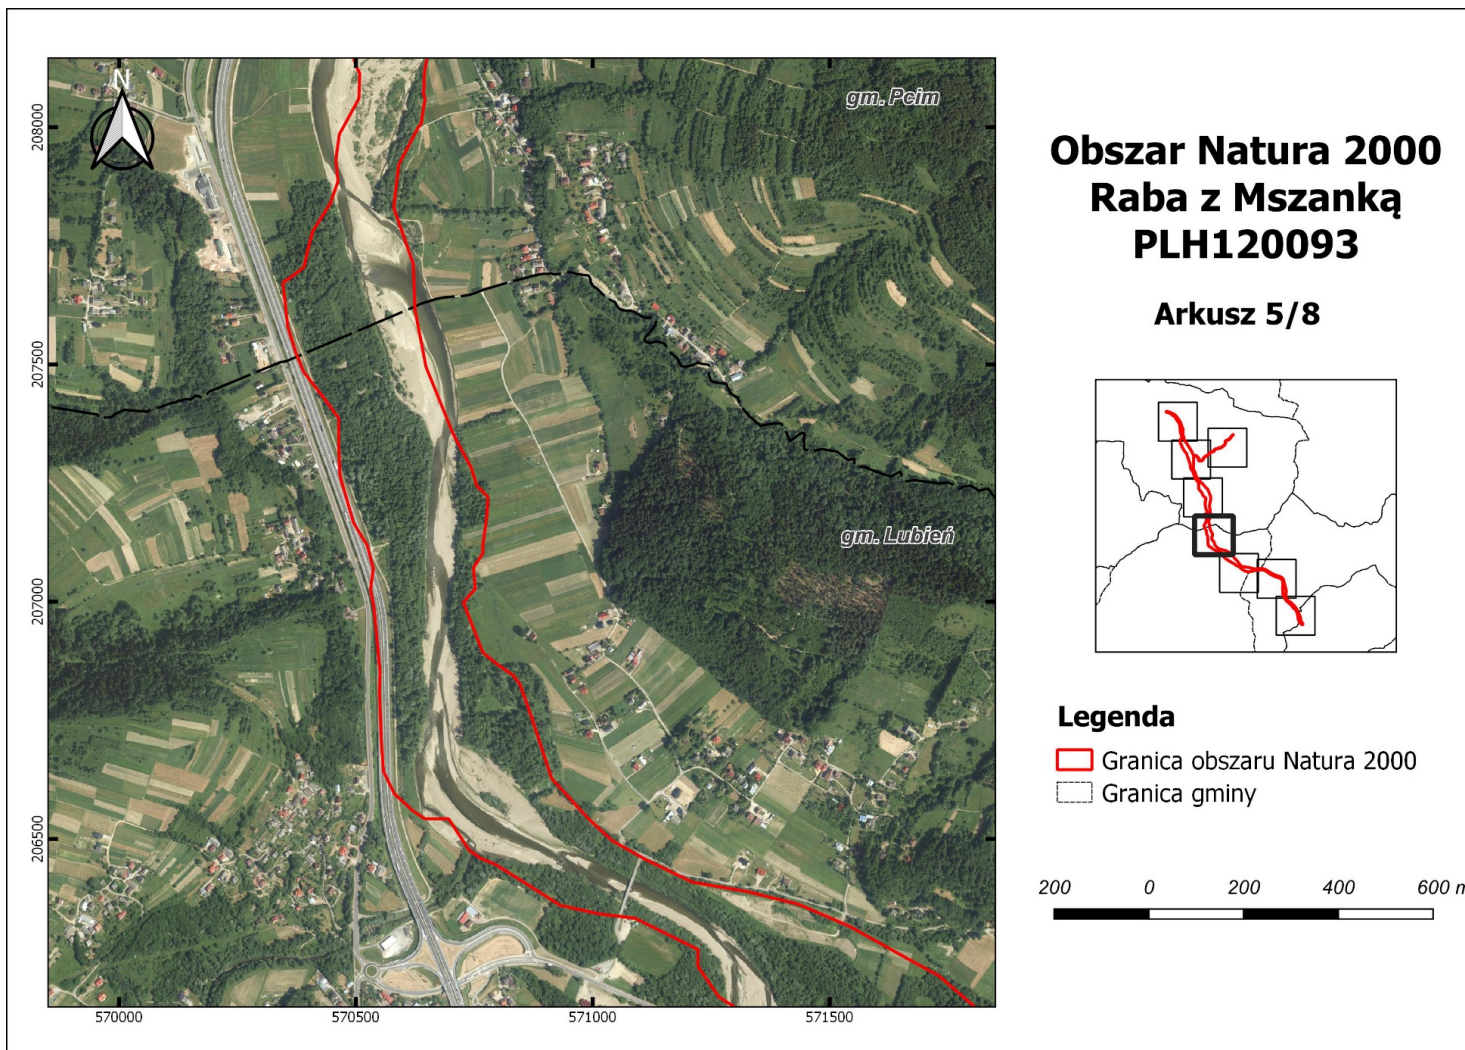 N
gm. Pcim
gm. Lubień
208000
207500
207000
206500
570000
570500
571000
571500
Obszar Natura 2000
Raba z Mszanką
PLH120093
Arkusz 5/8
Legenda
Granica obszaru Natura 2000
Granica gminy
200 0 200 400 600 m